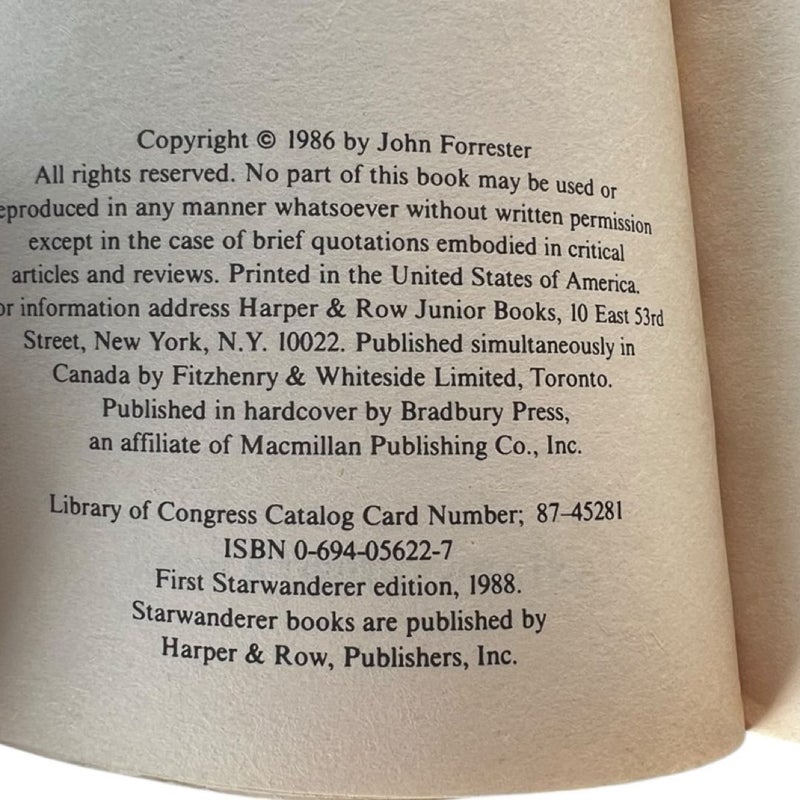 Copyright © 1986 by John Forrester
All rights reserved. No part of this book may be used or
eproduced in any manner whatsoever without written permission
except in the case of brief quotations embodied in critical
articles and reviews. Printed in the United States of America.
or information address Harper & Row Junior Books, 10 East 53rd
Street, New York, N.Y. 10022. Published simultaneously in
Canada by Fitzhenry & Whiteside Limited, Toronto.
Published in hardcover by Bradbury Press,
an affiliate of Macmillan Publishing Co., Inc.
Library of Congress Catalog Card Number; 87-45281
ISBN 0-694-05622-7
First Starwanderer edition, 1988.
Starwanderer books are published by
Harper & Row, Publishers, Inc.